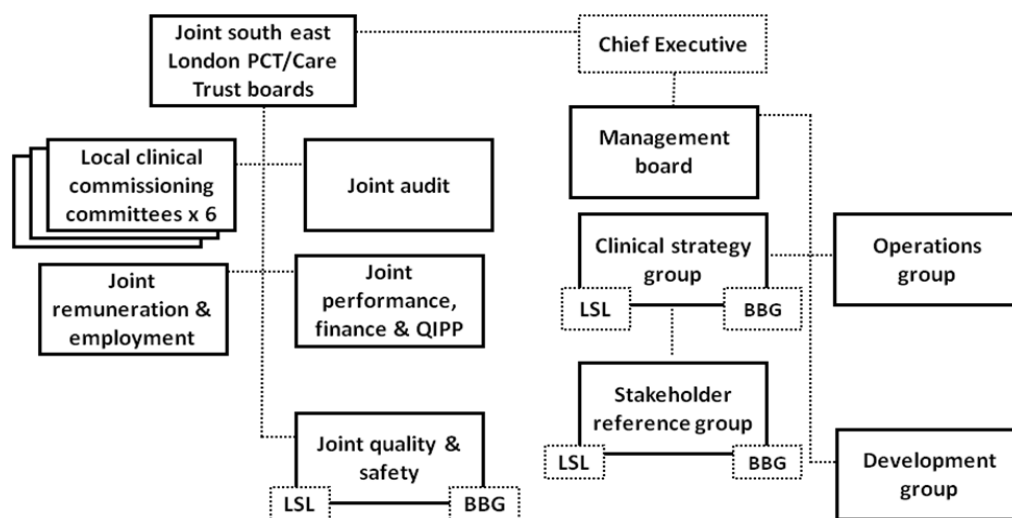 Joint south east
London PCT/Care
Trust boards
Chief Executive
Management
board
Local clinical
commissioning
committees x 6
Joint audit
Clinical strategy
group
LSL
BBG
Operations
group
Joint
remuneration &
employment
Joint
performance,
finance & QIPP
Stakeholder
reference group
LSL
BBG
Joint quality &
safety
LSL
BBG
Development
group